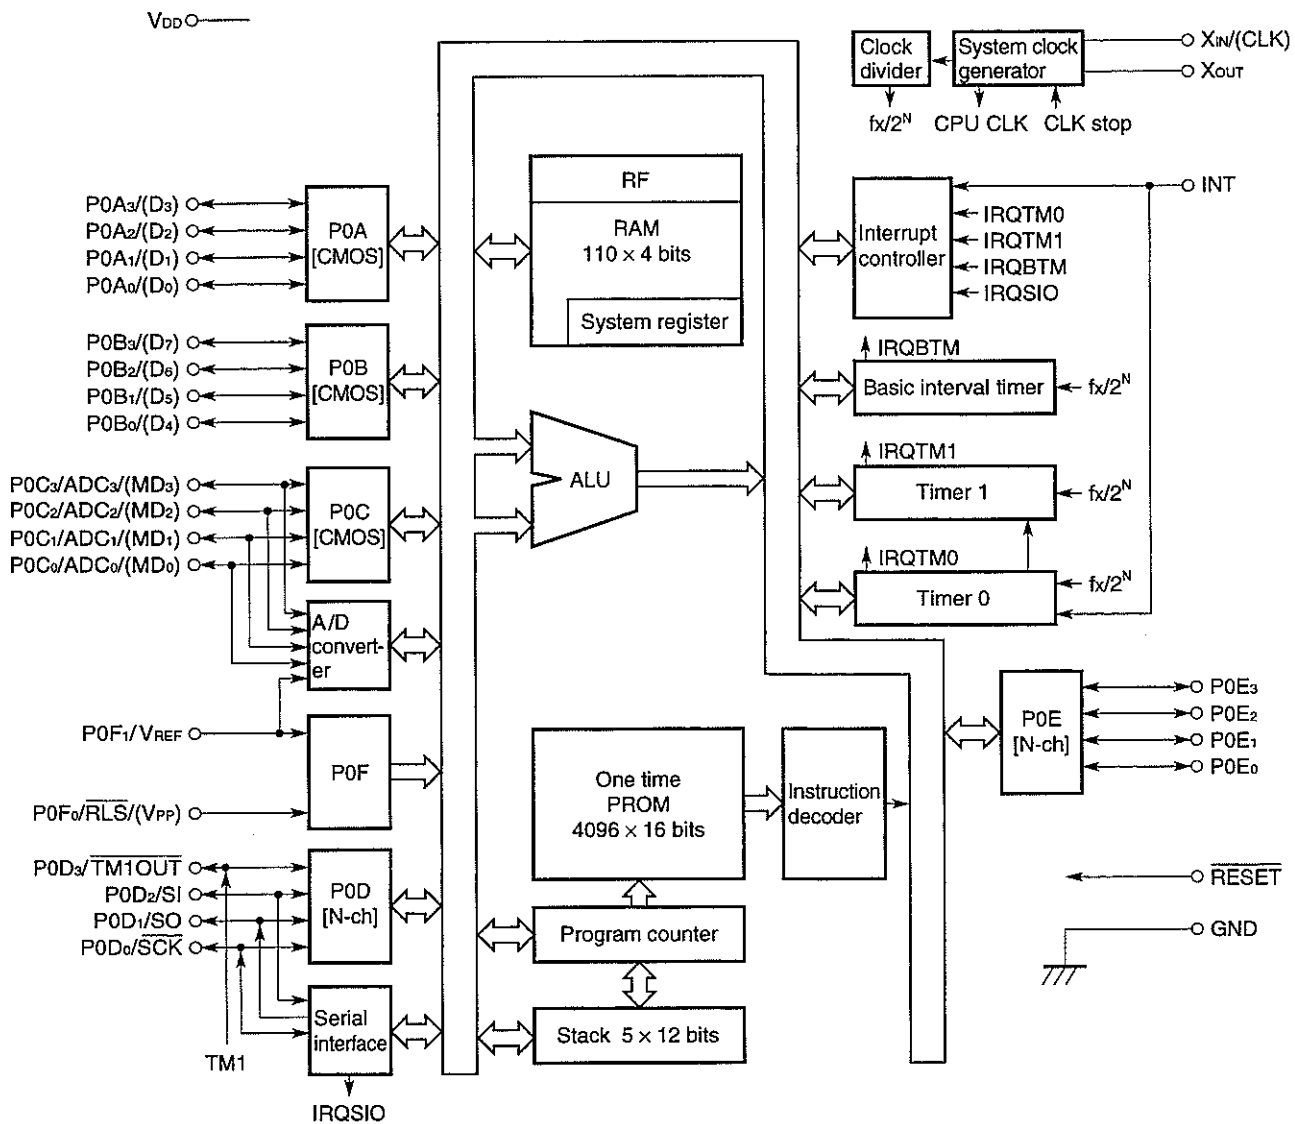 VDD
Clock
divider
System clock
generator
XIN/(CLK)
XOUT
fx/2^N
CPU CLK
CLK stop
P0A3/(D3)
P0A2/(D2)
P0A1/(D1)
P0A0/(D0)
P0A
[CMOS]
RF
RAM
110 × 4 bits
System register
Interrupt
controller
INT
IRQTM0
IRQTM1
IRQBTM
IRQSIO
P0B3/(D7)
P0B2/(D6)
P0B1/(D5)
P0B0/(D4)
P0B
[CMOS]
IRQBTM
Basic interval timer
fx/2^N
P0C3/ADC3/(MD3)
P0C2/ADC2/(MD2)
P0C1/ADC1/(MD1)
P0C0/ADC0/(MD0)
P0C
[CMOS]
ALU
IRQTM1
Timer 1
fx/2^N
IRQTM0
Timer 0
fx/2^N
A/D
convert-
er
P0F1/VREF
P0F0/RLS/(VPP)
P0F
One time
PROM
4096 × 16 bits
Instruction
decoder
P0E
[N-ch]
P0E3
P0E2
P0E1
P0E0
P0D3/TM1OUT
P0D2/SI
P0D1/SO
P0D0/SCK
P0D
[N-ch]
Program counter
RESET
GND
Serial
interface
Stack 5 × 12 bits
TM1
IRQSIO